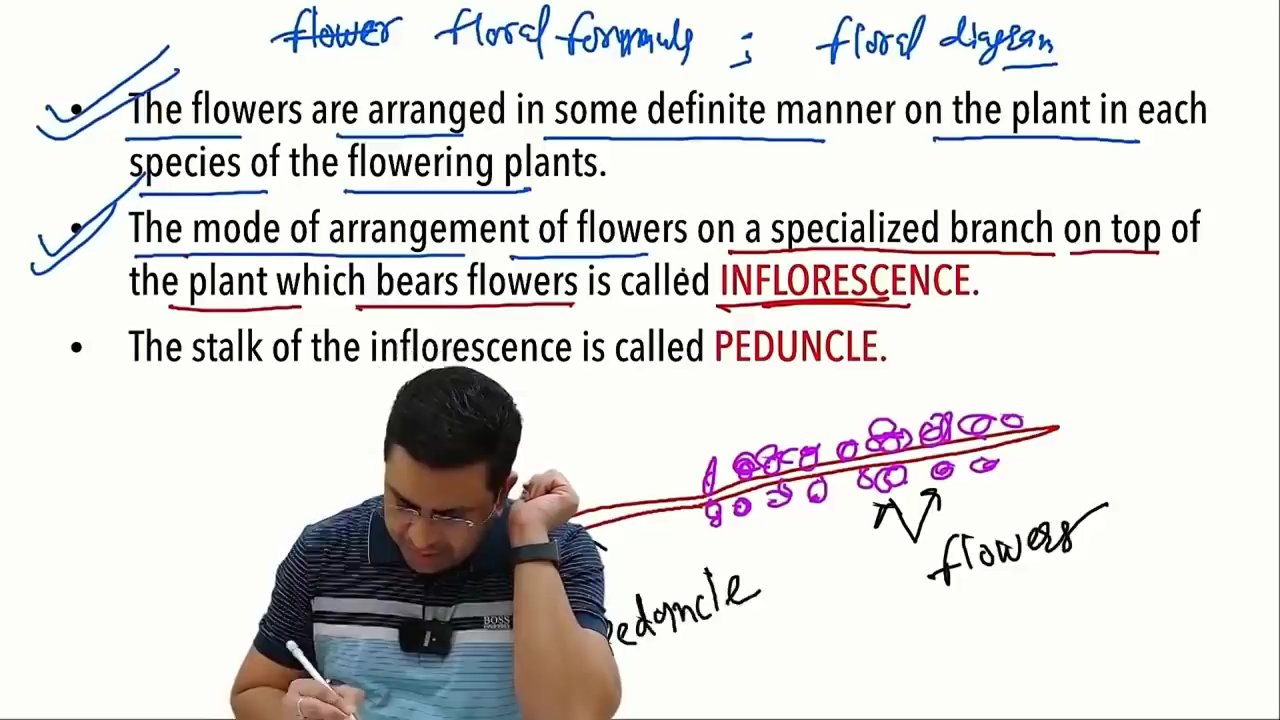 flower floral formula ; floral diagram
• The flowers are arranged in some definite manner on the plant in each
species of the flowering plants.
• The mode of arrangement of flowers on a specialized branch on top of
the plant which bears flowers is called INFLORESCENCE.
• The stalk of the inflorescence is called PEDUNCLE.
flowers
Peduncle
BOSS